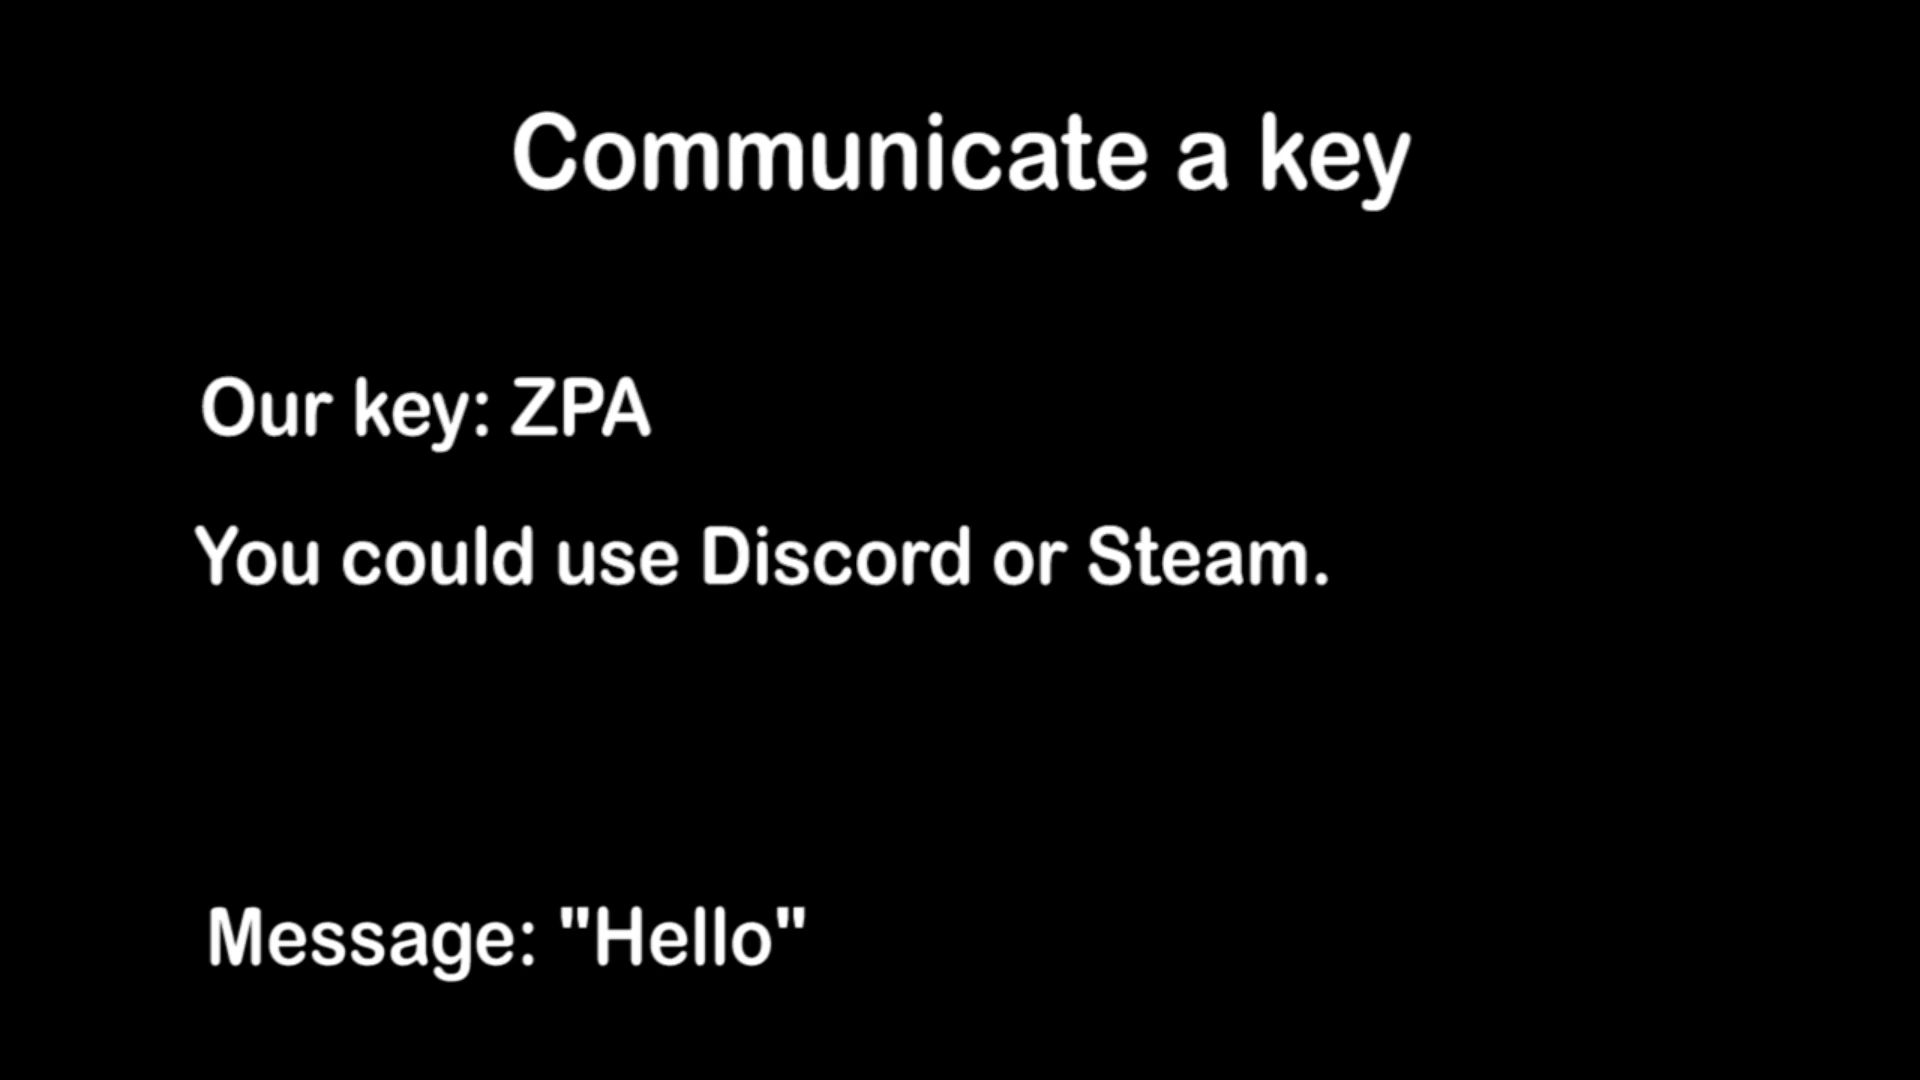 Communicate a key
Our key: ZPA
You could use Discord or Steam.
Message: "Hello"